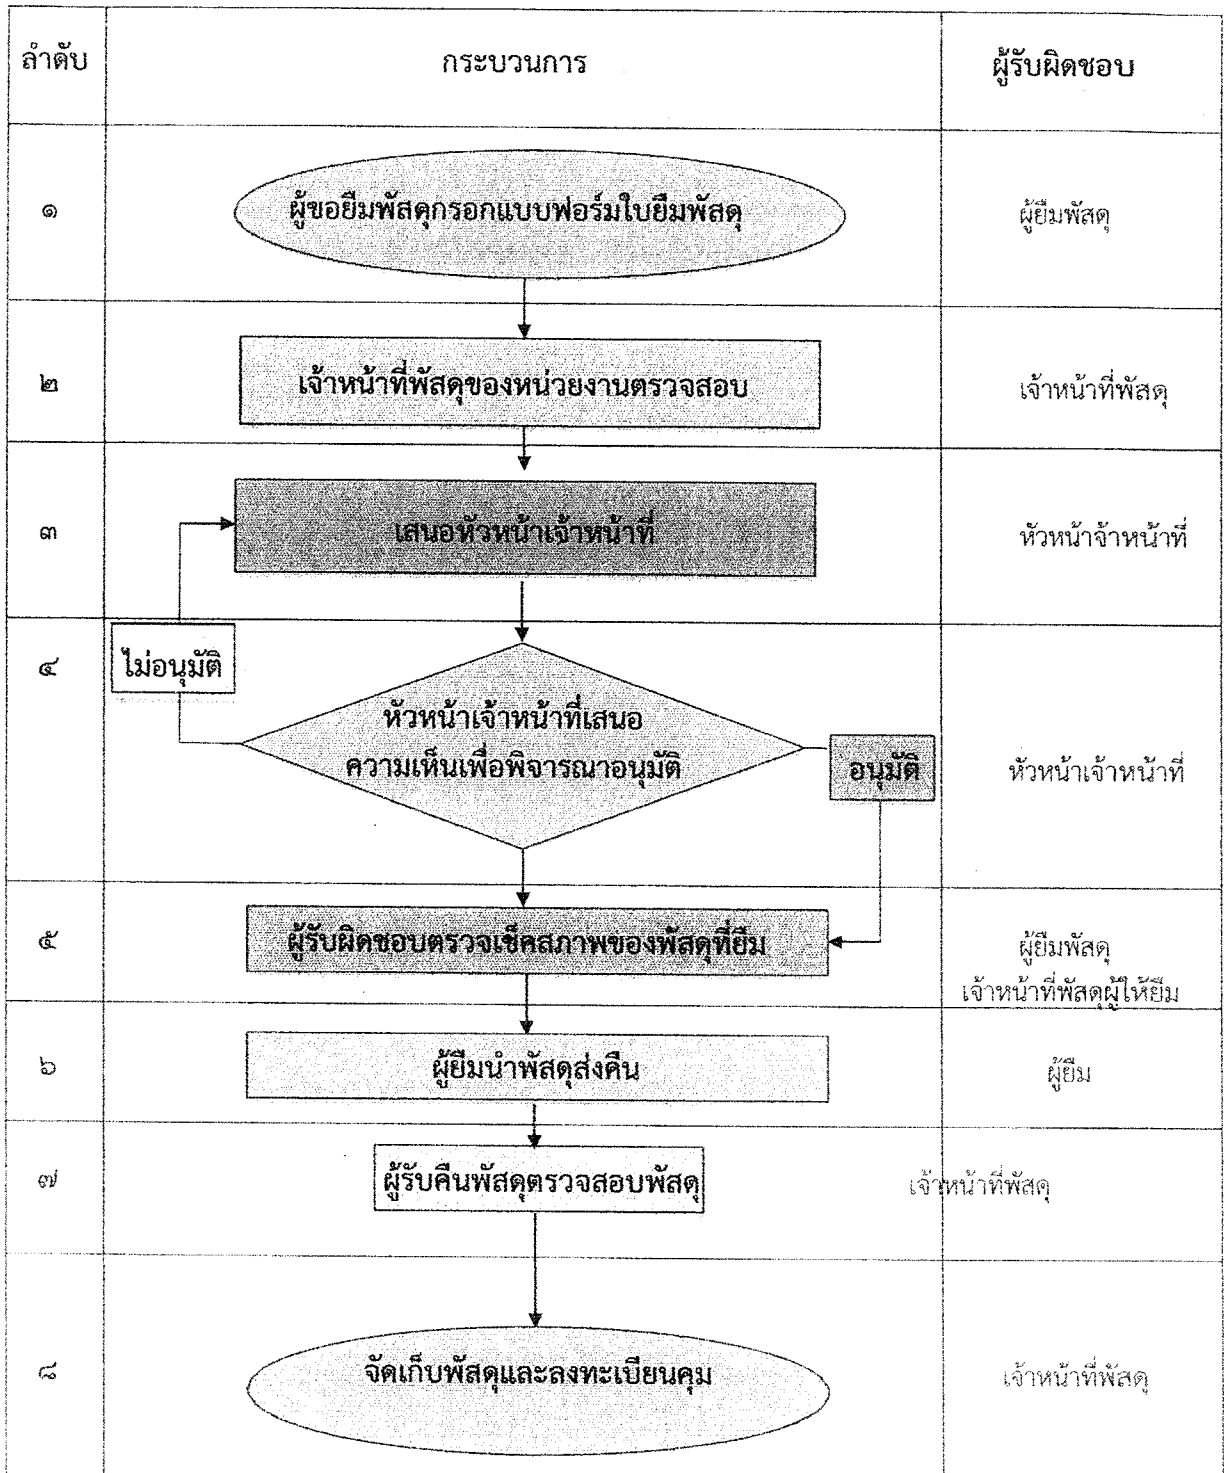 ลำดับ
กระบวนการ
ผู้รับผิดชอบ
๑
ผู้ขอยืมพัสดุกรอกแบบฟอร์มใบยืมพัสดุ
ผู้ยืมพัสดุ
๒
เจ้าหน้าที่พัสดุของหน่วยงานตรวจสอบ
เจ้าหน้าที่พัสดุ
๓
เสนอหัวหน้าเจ้าหน้าที่
หัวหน้าจ้าหน้าที่
๔
ไม่อนุมัติ
หัวหน้าเจ้าหน้าที่เสนอ
ความเห็นเพื่อพิจารณาอนุมัติ
อนุมัติ
หัวหน้าเจ้าหน้าที่
๕
ผู้รับผิดชอบตรวจเช็คสภาพของพัสดุที่ยืม
ผู้ยืมพัสดุ
เจ้าหน้าที่พัสดุผู้ให้ยืม
๖
ผู้ยืมนำพัสดุส่งคืน
ผู้ยืม
๗
ผู้รับคืนพัสดุตรวจสอบพัสดุ
เจ้าหน้าที่พัสดุ
๘
จัดเก็บพัสดุและลงทะเบียนคุม
เจ้าหน้าที่พัสดุ